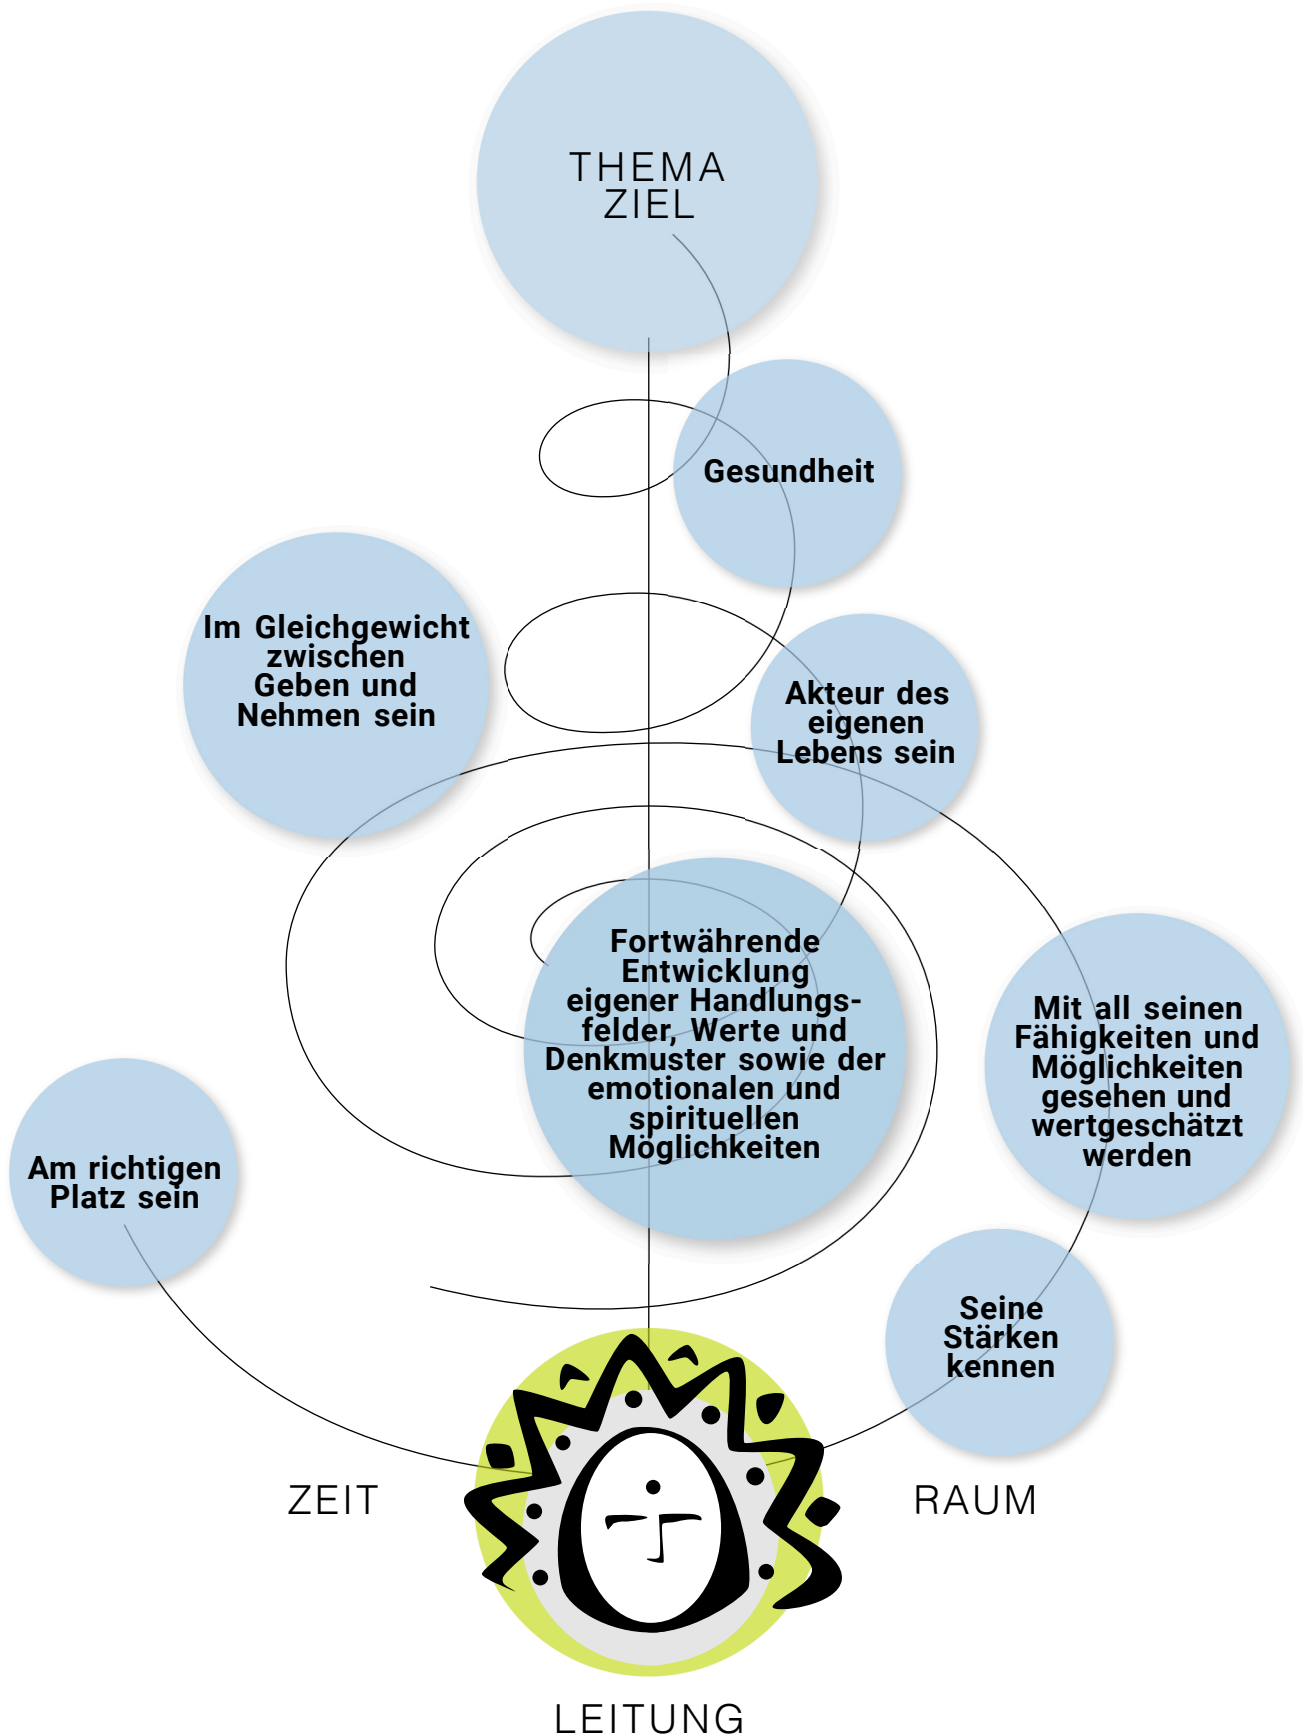 THEMA
ZIEL
Gesundheit
Im Gleichgewicht
zwischen
Geben und
Nehmen sein
Akteur des
eigenen
Lebens sein
Fortwährende
Entwicklung
eigener Handlungs-
felder, Werte und
Denkmuster sowie der
emotionalen und
spirituellen
Möglichkeiten
Mit all seinen
Fähigkeiten und
Möglichkeiten
gesehen und
wertgeschätzt
werden
Am richtigen
Platz sein
Seine
Stärken
kennen
ZEIT
RAUM
LEITUNG